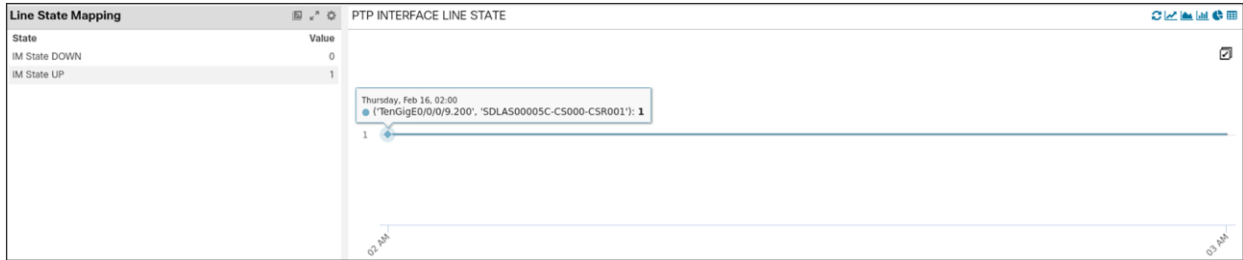 Line State Mapping
State Value
IM State DOWN 0
IM State UP 1
PTP INTERFACE LINE STATE
Thursday, Feb 16, 02:00
('TenGigE0/0/0/9.200', 'SDLAS00005C-CS000-CSR001'): 1
1
02 AM
03 AM